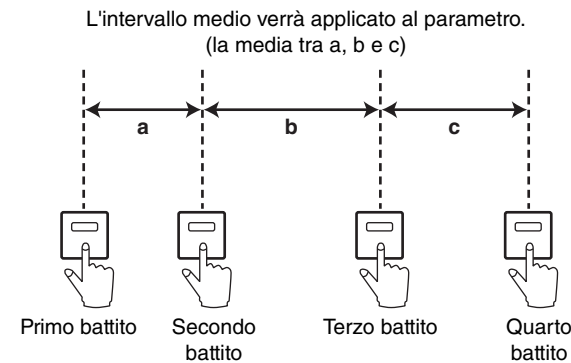 L'intervallo medio verrà applicato al parametro.
(la media tra a, b e c)
a
b
c
Primo battito
Secondo
battito
Terzo battito
Quarto
battito